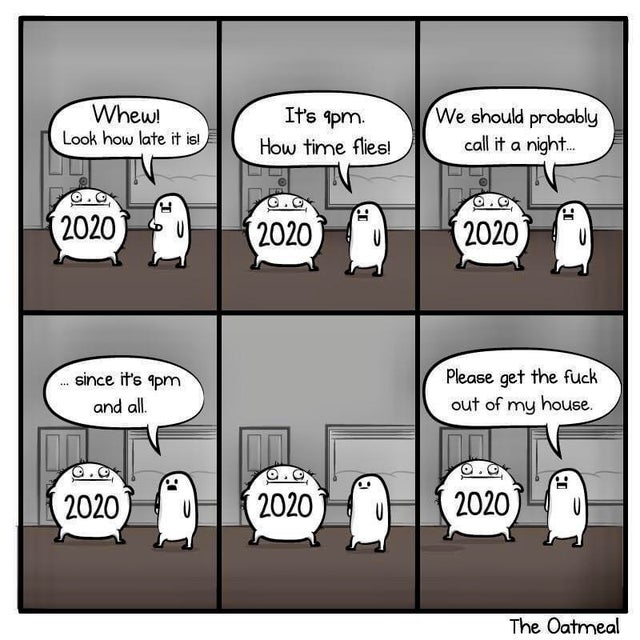 Whew!
Look how late it is!
2020
It's 9pm.
How time flies!
2020
We should probably
call it a night...
2020
... since it's 9pm
and all.
2020
2020
Please get the fuck
out of my house.
2020
The Oatmeal